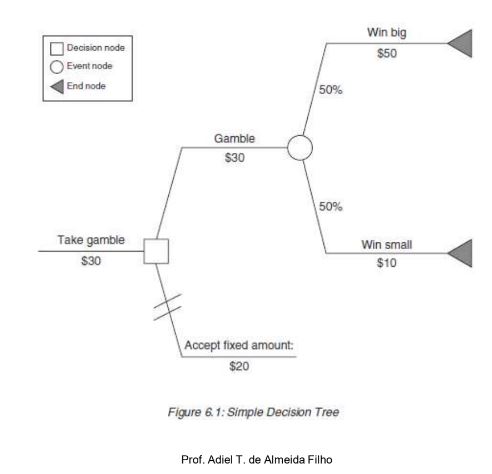 Decision node
Event node
End node
Win big
$50
50%
Gamble
$30
50%
Take gamble
$30
Win small
$10
Accept fixed amount:
$20
Figure 6.1: Simple Decision Tree
Prof. Adiel T. de Almeida Filho